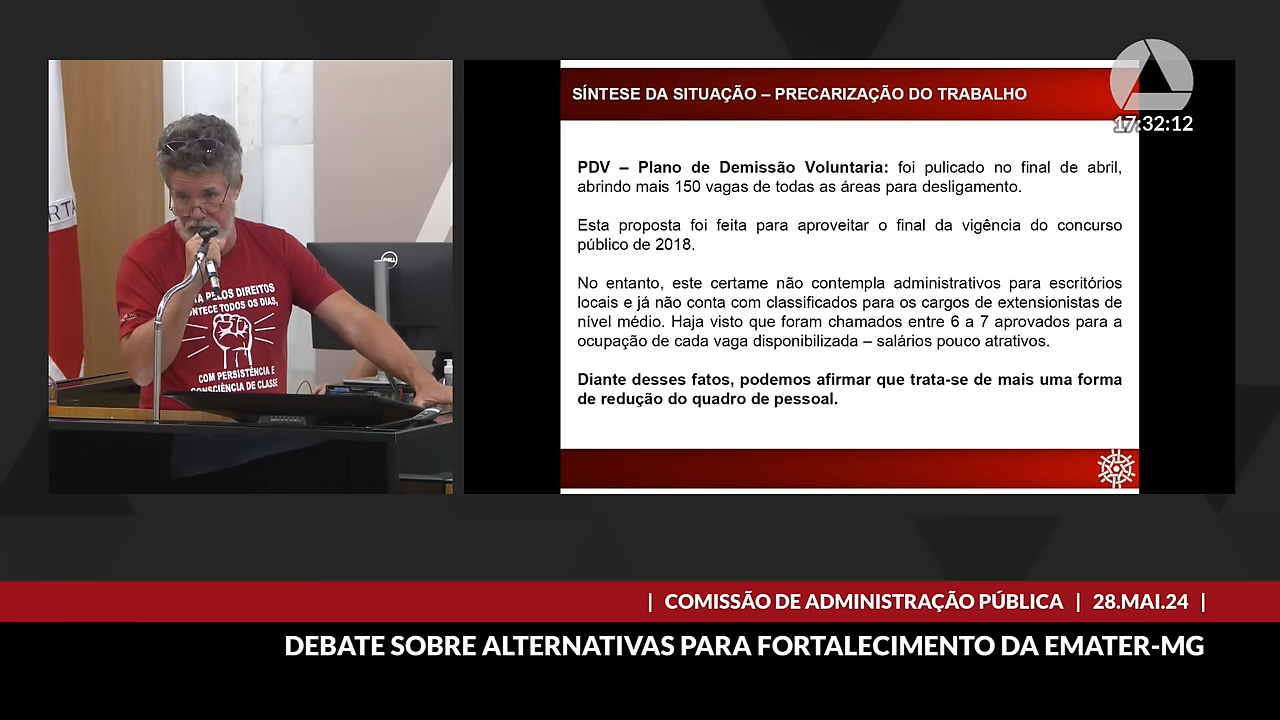 SÍNTESE DA SITUAÇÃO – PRECARIZAÇÃO DO TRABALHO
17:32:12
PDV – Plano de Demissão Voluntaria: foi pulicado no final de abril,
abrindo mais 150 vagas de todas as áreas para desligamento.
Esta proposta foi feita para aproveitar o final da vigência do concurso
público de 2018.
No entanto, este certame não contempla administrativos para escritórios
locais e já não conta com classificados para os cargos de extensionistas de
nível médio. Haja visto que foram chamados entre 6 a 7 aprovados para a
ocupação de cada vaga disponibilizada – salários pouco atrativos.
Diante desses fatos, podemos afirmar que trata-se de mais uma forma
de redução do quadro de pessoal.
DELL
PELOS DIREITOS
TODOS OS DIAS,
COM PERSISTÊNCIA E
CONSCIÊNCIA DE CLASSE
| COMISSÃO DE ADMINISTRAÇÃO PÚBLICA | 28.MAI.24 |
DEBATE SOBRE ALTERNATIVAS PARA FORTALECIMENTO DA EMATER-MG